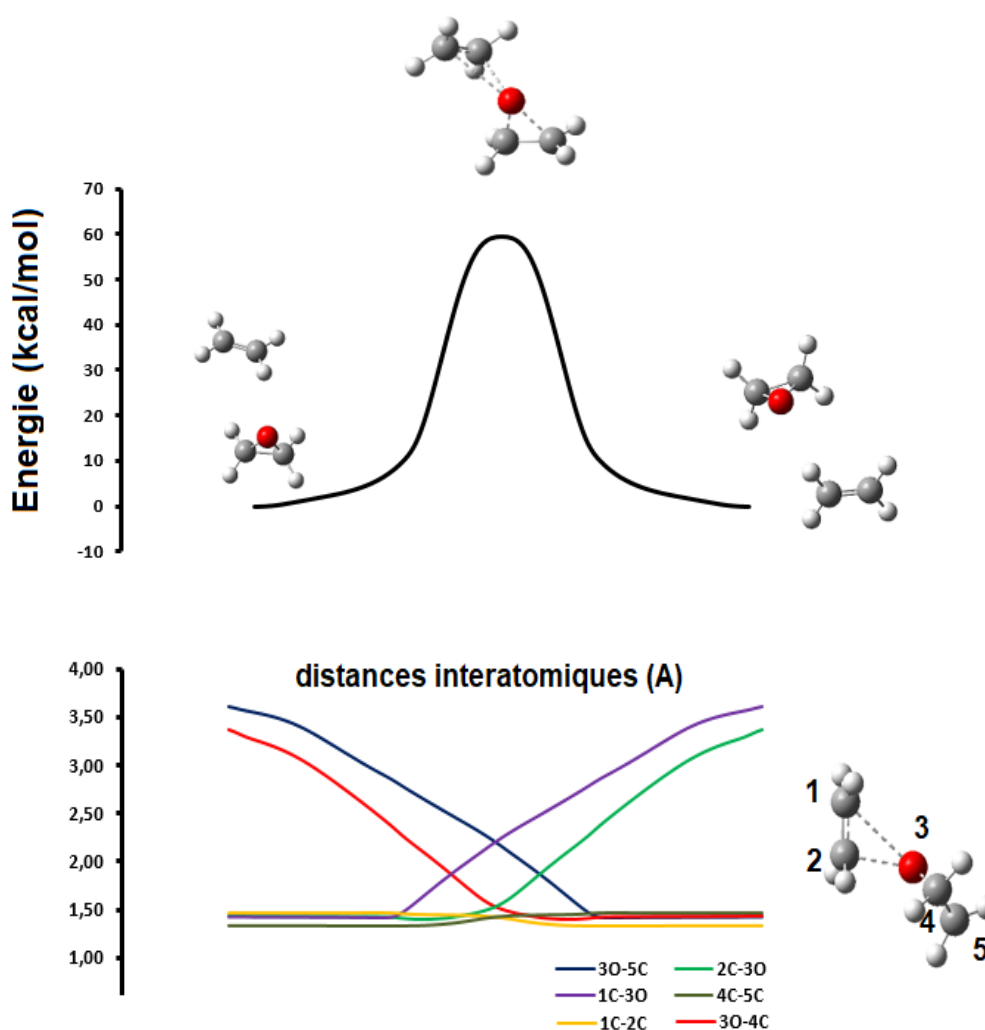 Energie (kcal/mol)
70
60
50
40
30
20
10
0
-10
distances interatomiques (A)
4,00
3,50
3,00
2,50
2,00
1,50
1,00
1
2
3
4
5
3O-5C
2C-3O
1C-3O
4C-5C
1C-2C
3O-4C